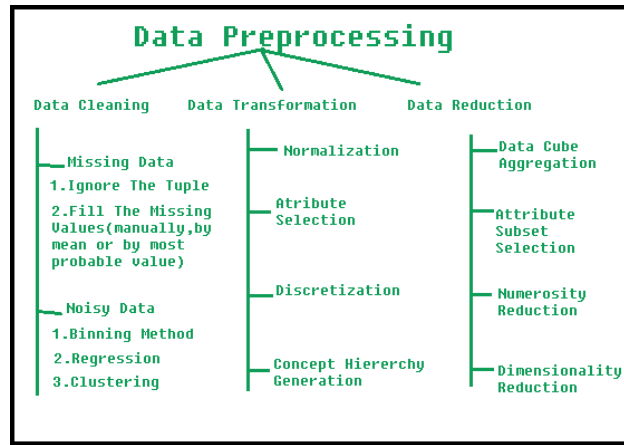 Data Preprocessing
Data Cleaning
Missing Data
1.Ignore The Tuple
2.Fill The Missing
Values(manually,by
mean or by most
probable value)
Noisy Data
1.Binning Method
2.Regression
3.Clustering
Data Transformation
Normalization
Atribute
Selection
Discretization
Concept Hiererchy
Generation
Data Reduction
Data Cube
Aggregation
Attribute
Subset
Selection
Numerosity
Reduction
Dimensionality
Reduction